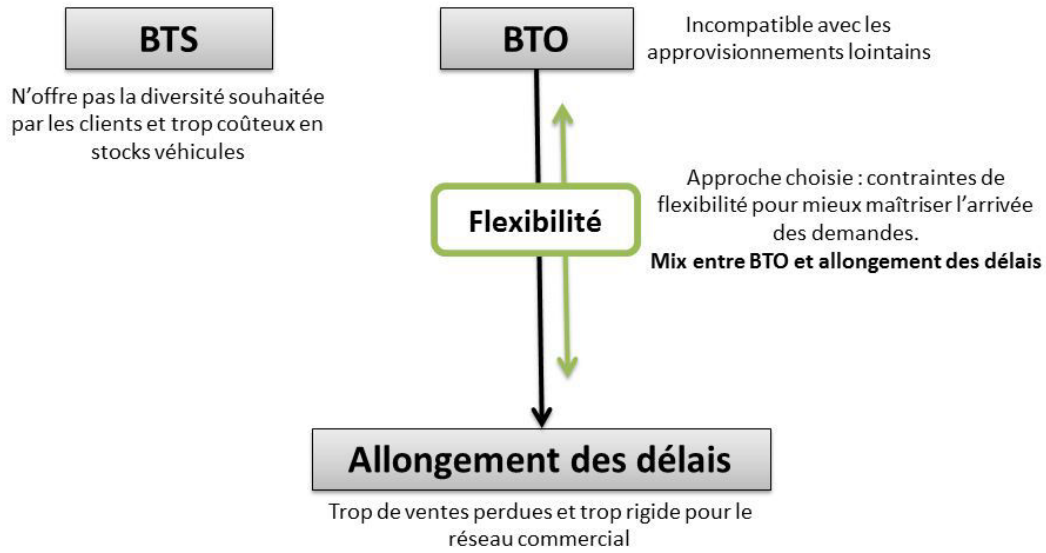 BTS
N'offre pas la diversité souhaitée
par les clients et trop coûteux en
stocks véhicules
BTO
Incompatible avec les
approvisionnements lointains
Flexibilité
Approche choisie : contraintes de
flexibilité pour mieux maîtriser l'arrivée
des demandes.
Mix entre BTO et allongement des délais
Allongement des délais
Trop de ventes perdues et trop rigide pour le
réseau commercial